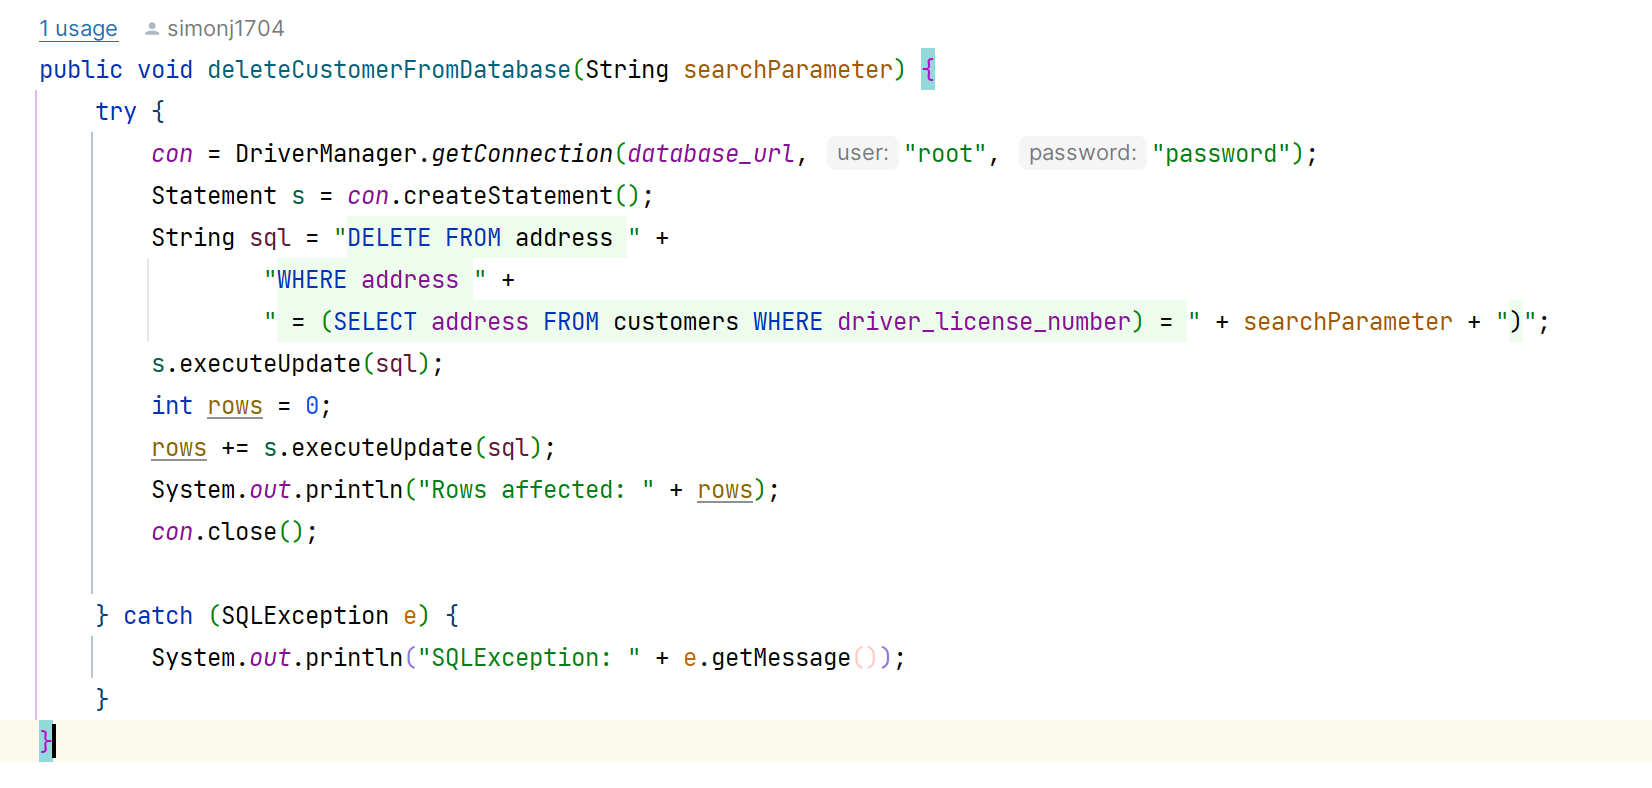 1 usage simonj1704
public void deleteCustomerFromDatabase(String searchParameter) {
    try {
        con = DriverManager.getConnection(database_url, user: "root", password: "password");
        Statement s = con.createStatement();
        String sql = "DELETE FROM address " +
                "WHERE address " +
                " = (SELECT address FROM customers WHERE driver_license_number) = " + searchParameter + ")";
        s.executeUpdate(sql);
        int rows = 0;
        rows += s.executeUpdate(sql);
        System.out.println("Rows affected: " + rows);
        con.close();
    } catch (SQLException e) {
        System.out.println("SQLException: " + e.getMessage());
    }
}